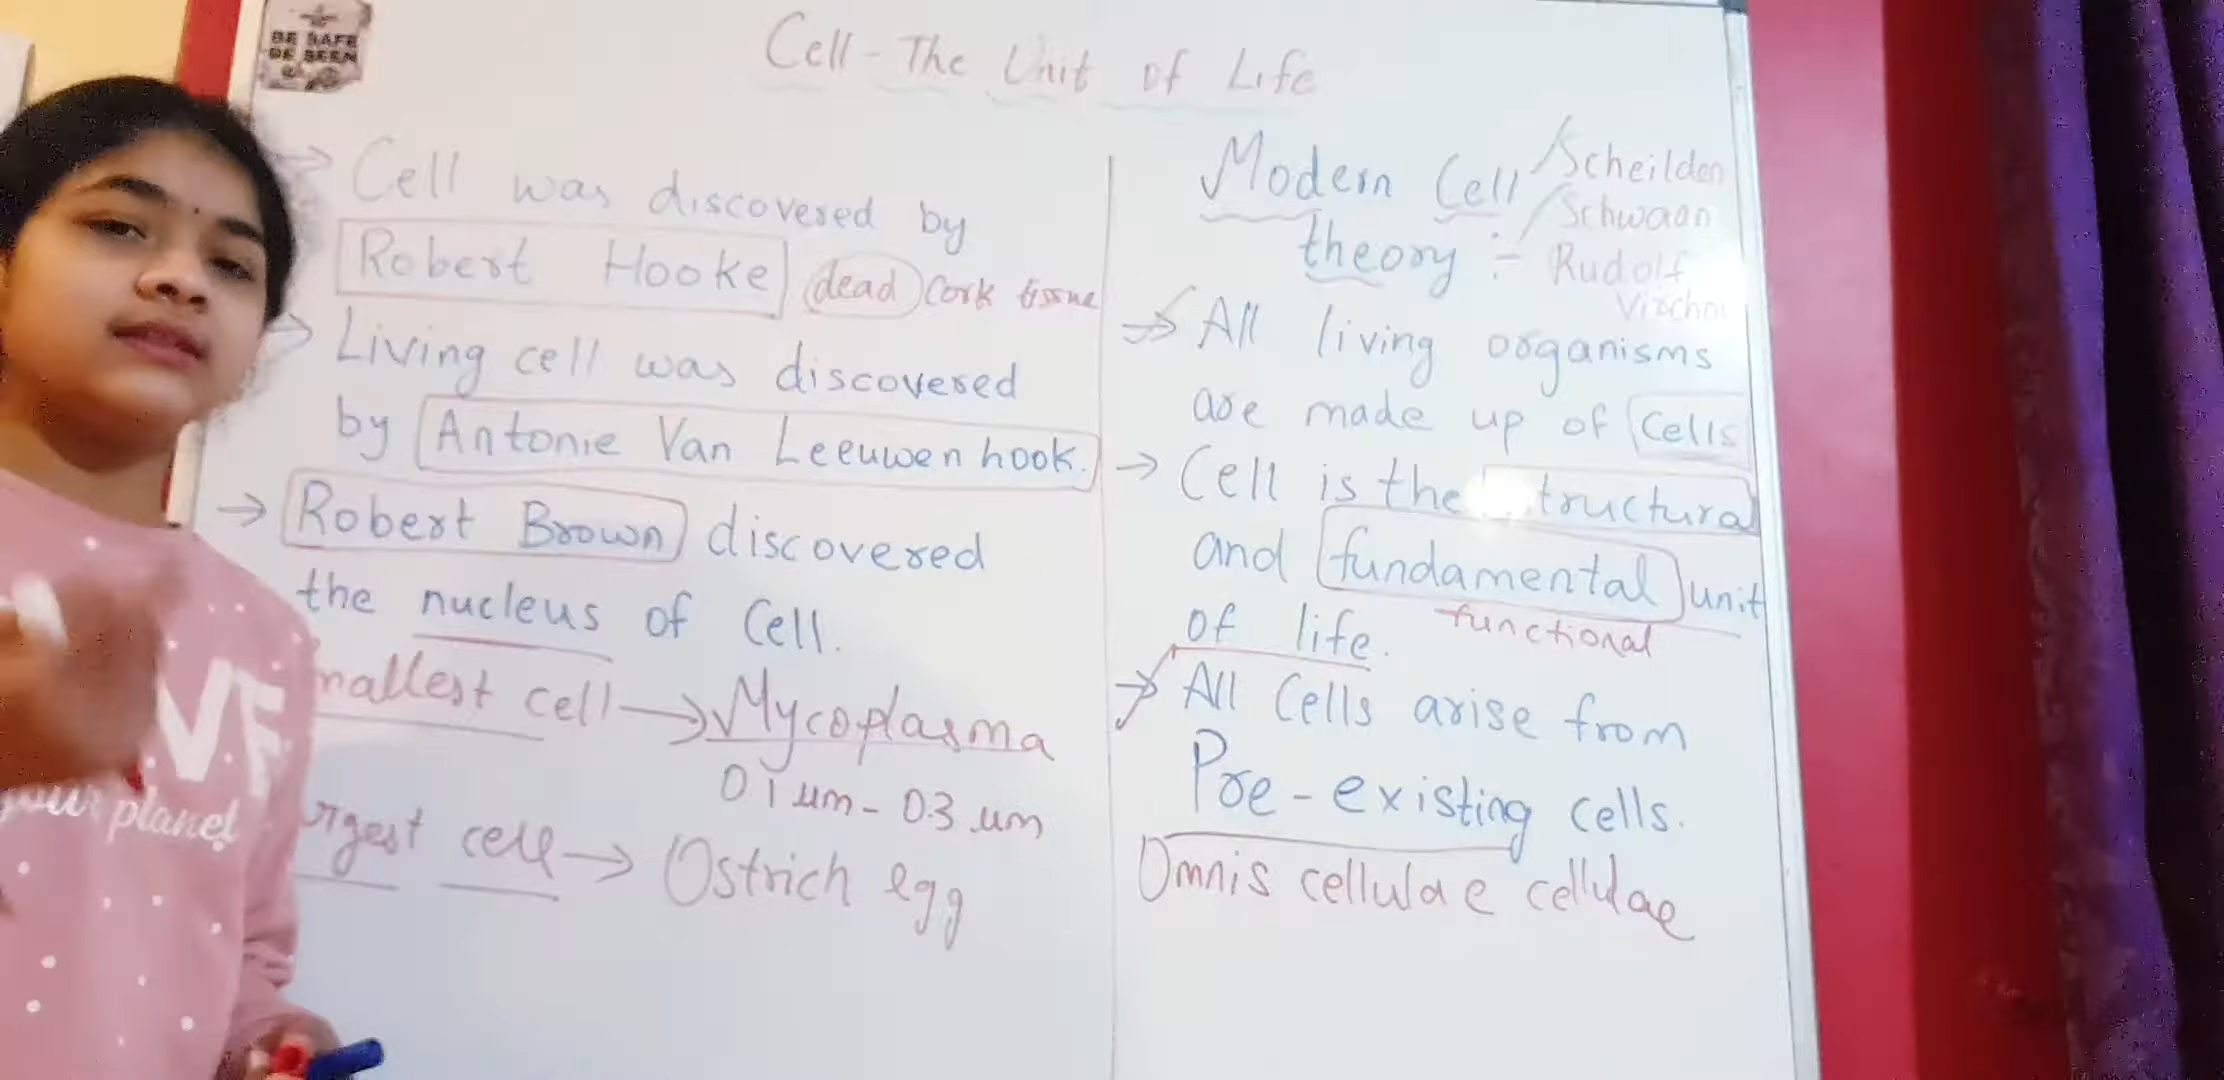 BE SAFE
BE SEEN
Cell - The Unit of Life
→ Cell was discovered by
Robert Hooke (dead) cork tissue
→ Living cell was discovered
by Antonie Van Leeuwenhook.
→ Robert Brown discovered
the nucleus of Cell.
mallest cell → Mycoplasma
0.1 um - 0.3 um
urgest cell → Ostrich egg
Modern Cell theory :-
Scheilden
Schwaan
Rudolf
Virchow
→ All living organisms
are made up of Cells
→ Cell is the structural
and fundamental unit
functional
of life.
→ All Cells arise from
Pre-existing cells.
Omnis cellulae cellulae
VE
your planet